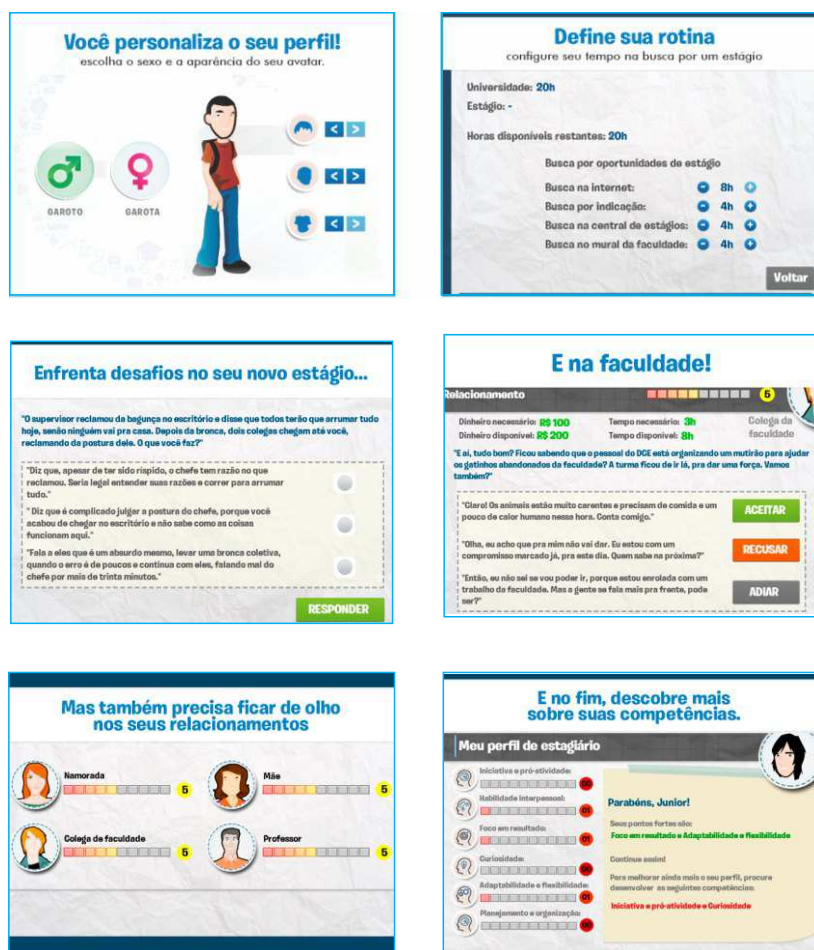 Você personaliza o seu perfil!
escolha o sexo e a aparência do seu avatar.
GAROTO
GAROTA
Define sua rotina
configure seu tempo na busca por um estágio
Universidade: 20h
Estágio: -
Horas disponíveis restantes: 20h
Busca por oportunidades de estágio
Busca na internet: 8h
Busca por indicação: 4h
Busca na central de estágios: 4h
Busca no mural da faculdade: 4h
Voltar
Enfrenta desafios no seu novo estágio...
"O supervisor reclamou da bagunça no escritório e disse que todos terão que arrumar tudo
hoje, senão ninguém vai pra casa. Depois da bronca, dois colegas chegam até você,
reclamando da postura dele. O que você faz?"
"Diz que, apesar de ter sido ríspido, o chefe tem razão no que
reclamou. Seria legal entender suas razões e correr para arrumar
tudo."
" Diz que é complicado julger a postura do chefe, porque você
acabou de chegar no escritório e não sabe como as coisas
funcionam aqui."
"Fala a eles que é um absurdo mesmo, levar uma bronca coletiva,
quando o erro é de poucos e continua com eles, falando mal do
chefe por mais de trinta minutos."
RESPONDER
E na faculdade!
Relacionamento 5
Dinheiro necessário: R$ 100 Tempo necessário: 3h Colega da
Dinheiro disponível: R$ 200 Tempo disponível: 8h faculdade
"E aí, tudo bom? Ficou sabendo que o pessoal do DCE está organizando um mutirão para ajudar
os gatinhos abandonados da faculdade? A turma ficou de ir lá, pra dar uma força. Vamos
também?"
"Claro! Os animais estão muito carentes e precisam de comida e um
pouco de calor humano nessa hora. Conta comigo."
ACEITAR
"Olha, eu acho que pra mim não vai dar. Eu estou com um
compromisso marcado já, pra este dia. Quem sabe na próxima?"
RECUSAR
"Então, eu não sei se vou poder ir, porque estou enrolada com um
trabalho da faculdade. Mas a gente se fala mais pra frente, pode
ser?"
ADIAR
Mas também precisa ficar de olho
nos seus relacionamentos
Namorada 5
Mãe 5
Colega de faculdade 5
Professor 5
E no fim, descobre mais
sobre suas competências.
Meu perfil de estagiário
Iniciativa e pró-atividade: 00
Habilidade interpessoal: 01
Foco em resultado: 01
Curiosidade: 00
Adaptabilidade e flexibilidade: 01
Planejamento e organização: 00
Parabéns, Junior!
Seus pontos fortes são:
Foco em resultado e Adaptabilidade e flexibilidade
Continue assim!
Para melhorar ainda mais o seu perfil, procure
desenvolver as seguintes competências:
Iniciativa e pró-atividade e Curiosidade